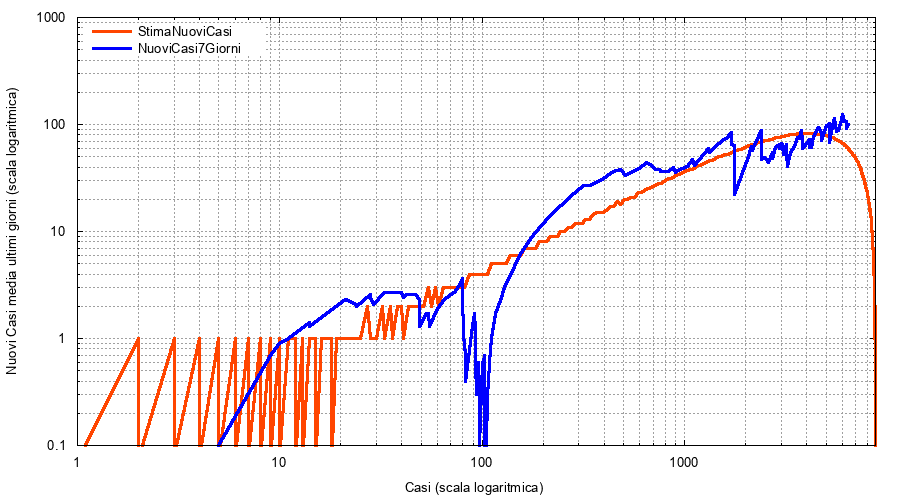 1000
StimaNuoviCasi
NuoviCasi7Giorni
100
10
1
0.1
Nuovi Casi media ultimi giorni (scala logaritmica)
1
10
100
1000
Casi (scala logaritmica)